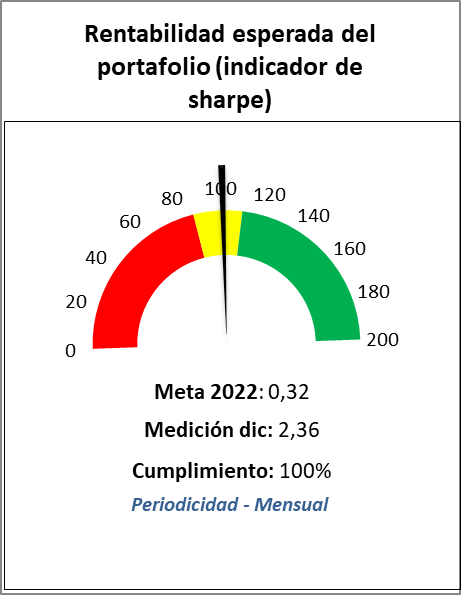 Rentabilidad esperada del
portafolio (indicador de
sharpe)
0
20
40
60
80
100
120
140
160
180
200
Meta 2022: 0,32
Medición dic: 2,36
Cumplimiento: 100%
Periodicidad - Mensual